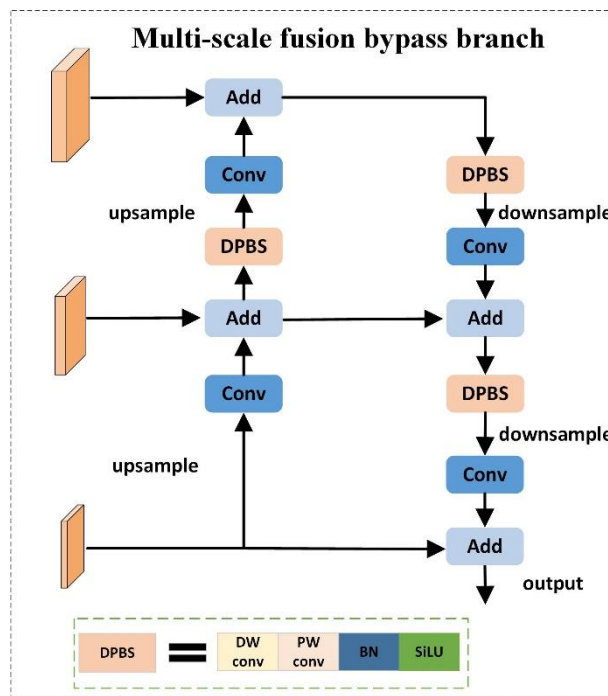 Multi-scale fusion bypass branch
Add
Conv
DPBS
upsample
downsample
DPBS
Conv
Add
Add
Conv
DPBS
upsample
downsample
Conv
Add
output
DPBS
=
DW
conv
PW
conv
BN
SiLU